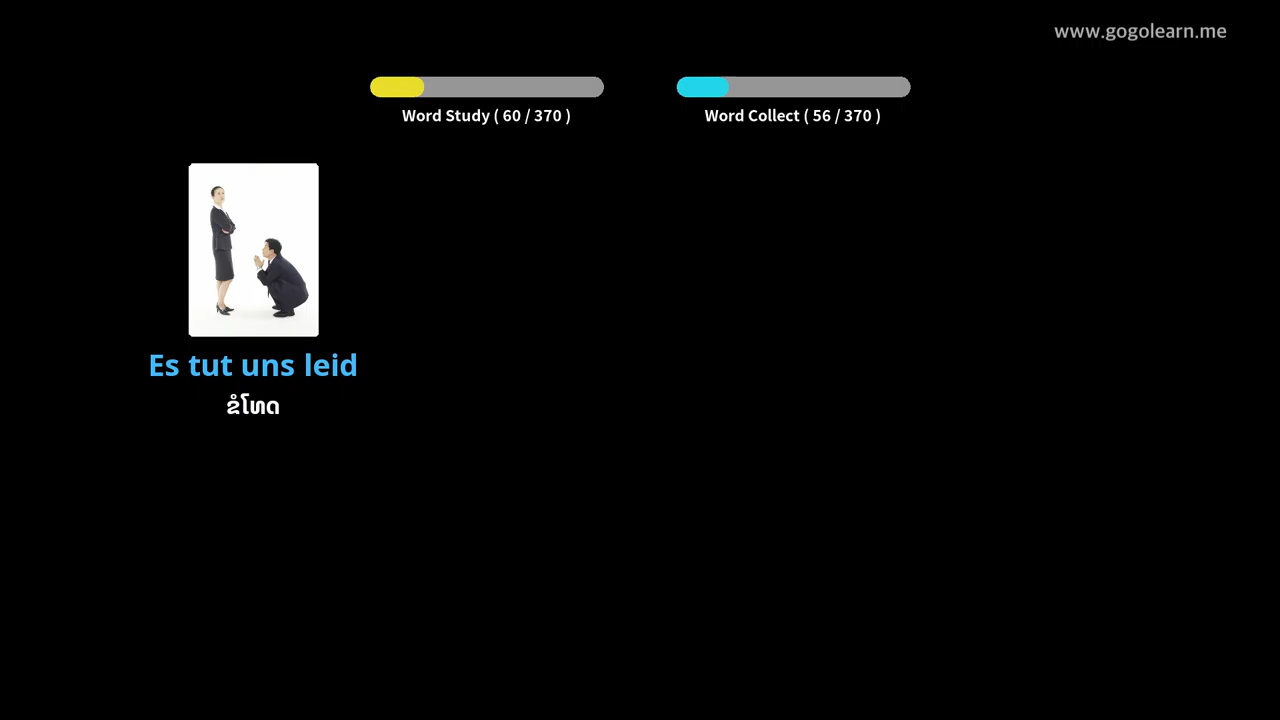 www.gogolearn.me
Word Study ( 60 / 370 )
Word Collect ( 56 / 370 )
Es tut uns leid
ຂໍໂທດ